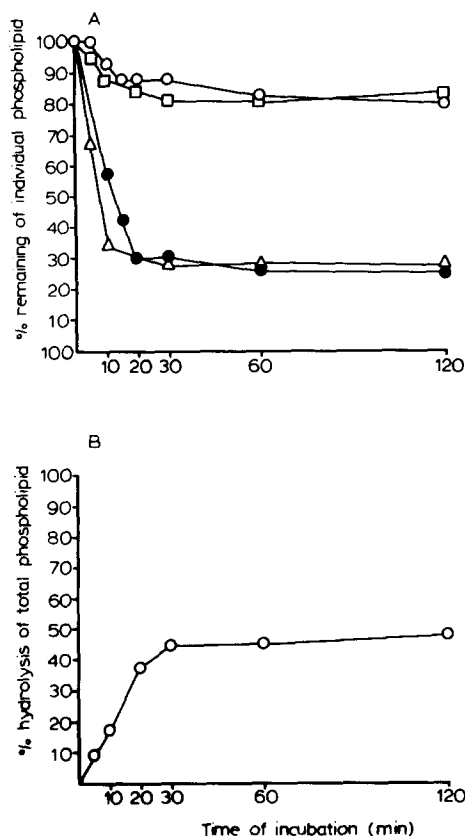 A
100
90
80
70
60
50
40
30
20
100
10 20 30 60 120
% remaining of individual phospholipid
B
100
90
80
70
60
50
40
30
20
10
10 20 30 60 120
% hydrolysis of total phospholipid
Time of incubation (min)